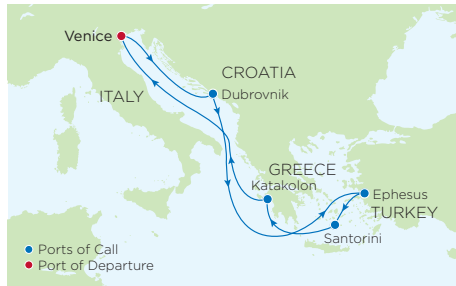 Venice
CROATIA
Dubrovnik
ITALY
GREECE
Katakolon
Ephesus
TURKEY
Santorini
Ports of Call
Port of Departure